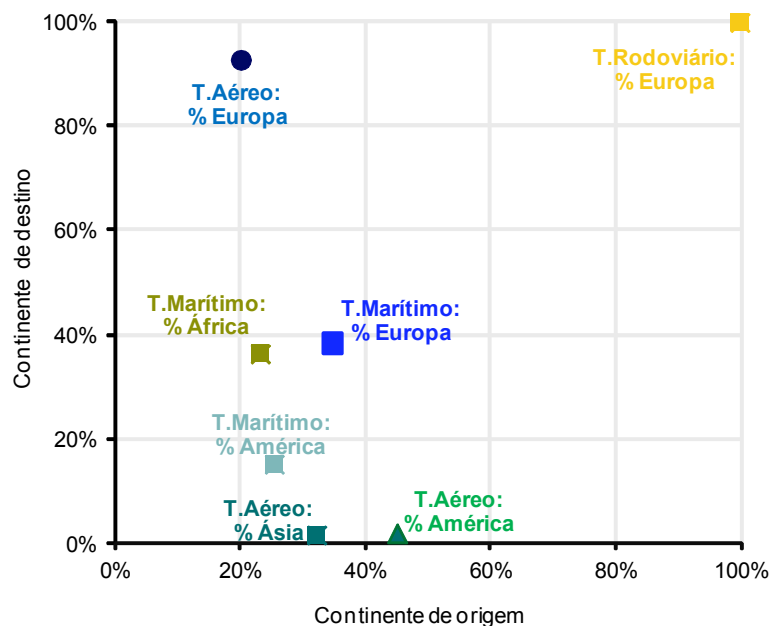 100%
T.Rodoviário:
% Europa
T.Aéreo:
% Europa
80%
60%
Continente de destino
T.Marítimo:
% África
T.Marítimo:
% Europa
40%
T.Marítimo:
% América
20%
T.Aéreo:
% Ásia
T.Aéreo:
% América
0%
0%
20%
40%
60%
80%
100%
Continente de origem